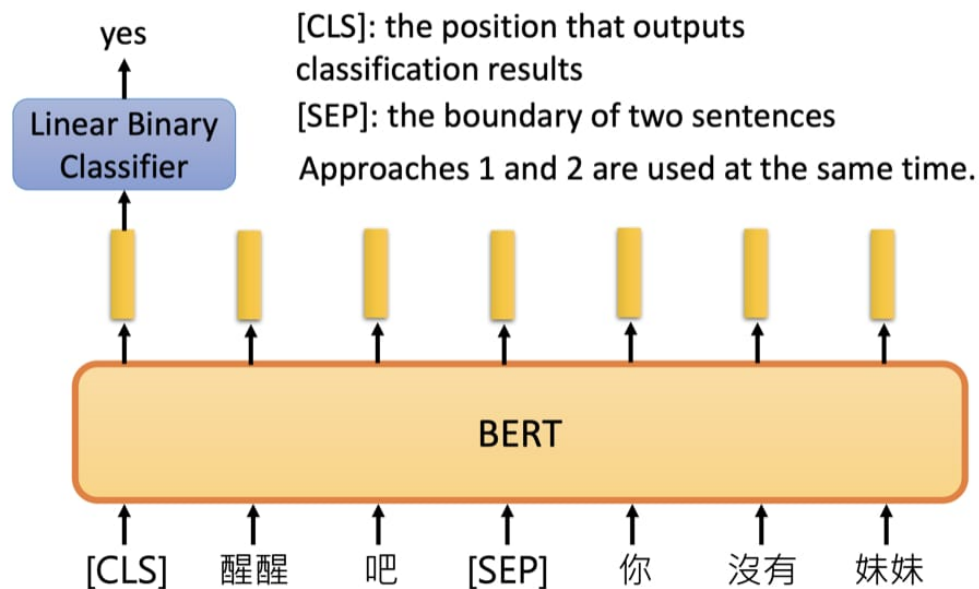 yes
[CLS]: the position that outputs
classification results
Linear Binary
Classifier
[SEP]: the boundary of two sentences
Approaches 1 and 2 are used at the same time.
BERT
[CLS] 醒醒 吧 [SEP] 你 沒有 妹妹